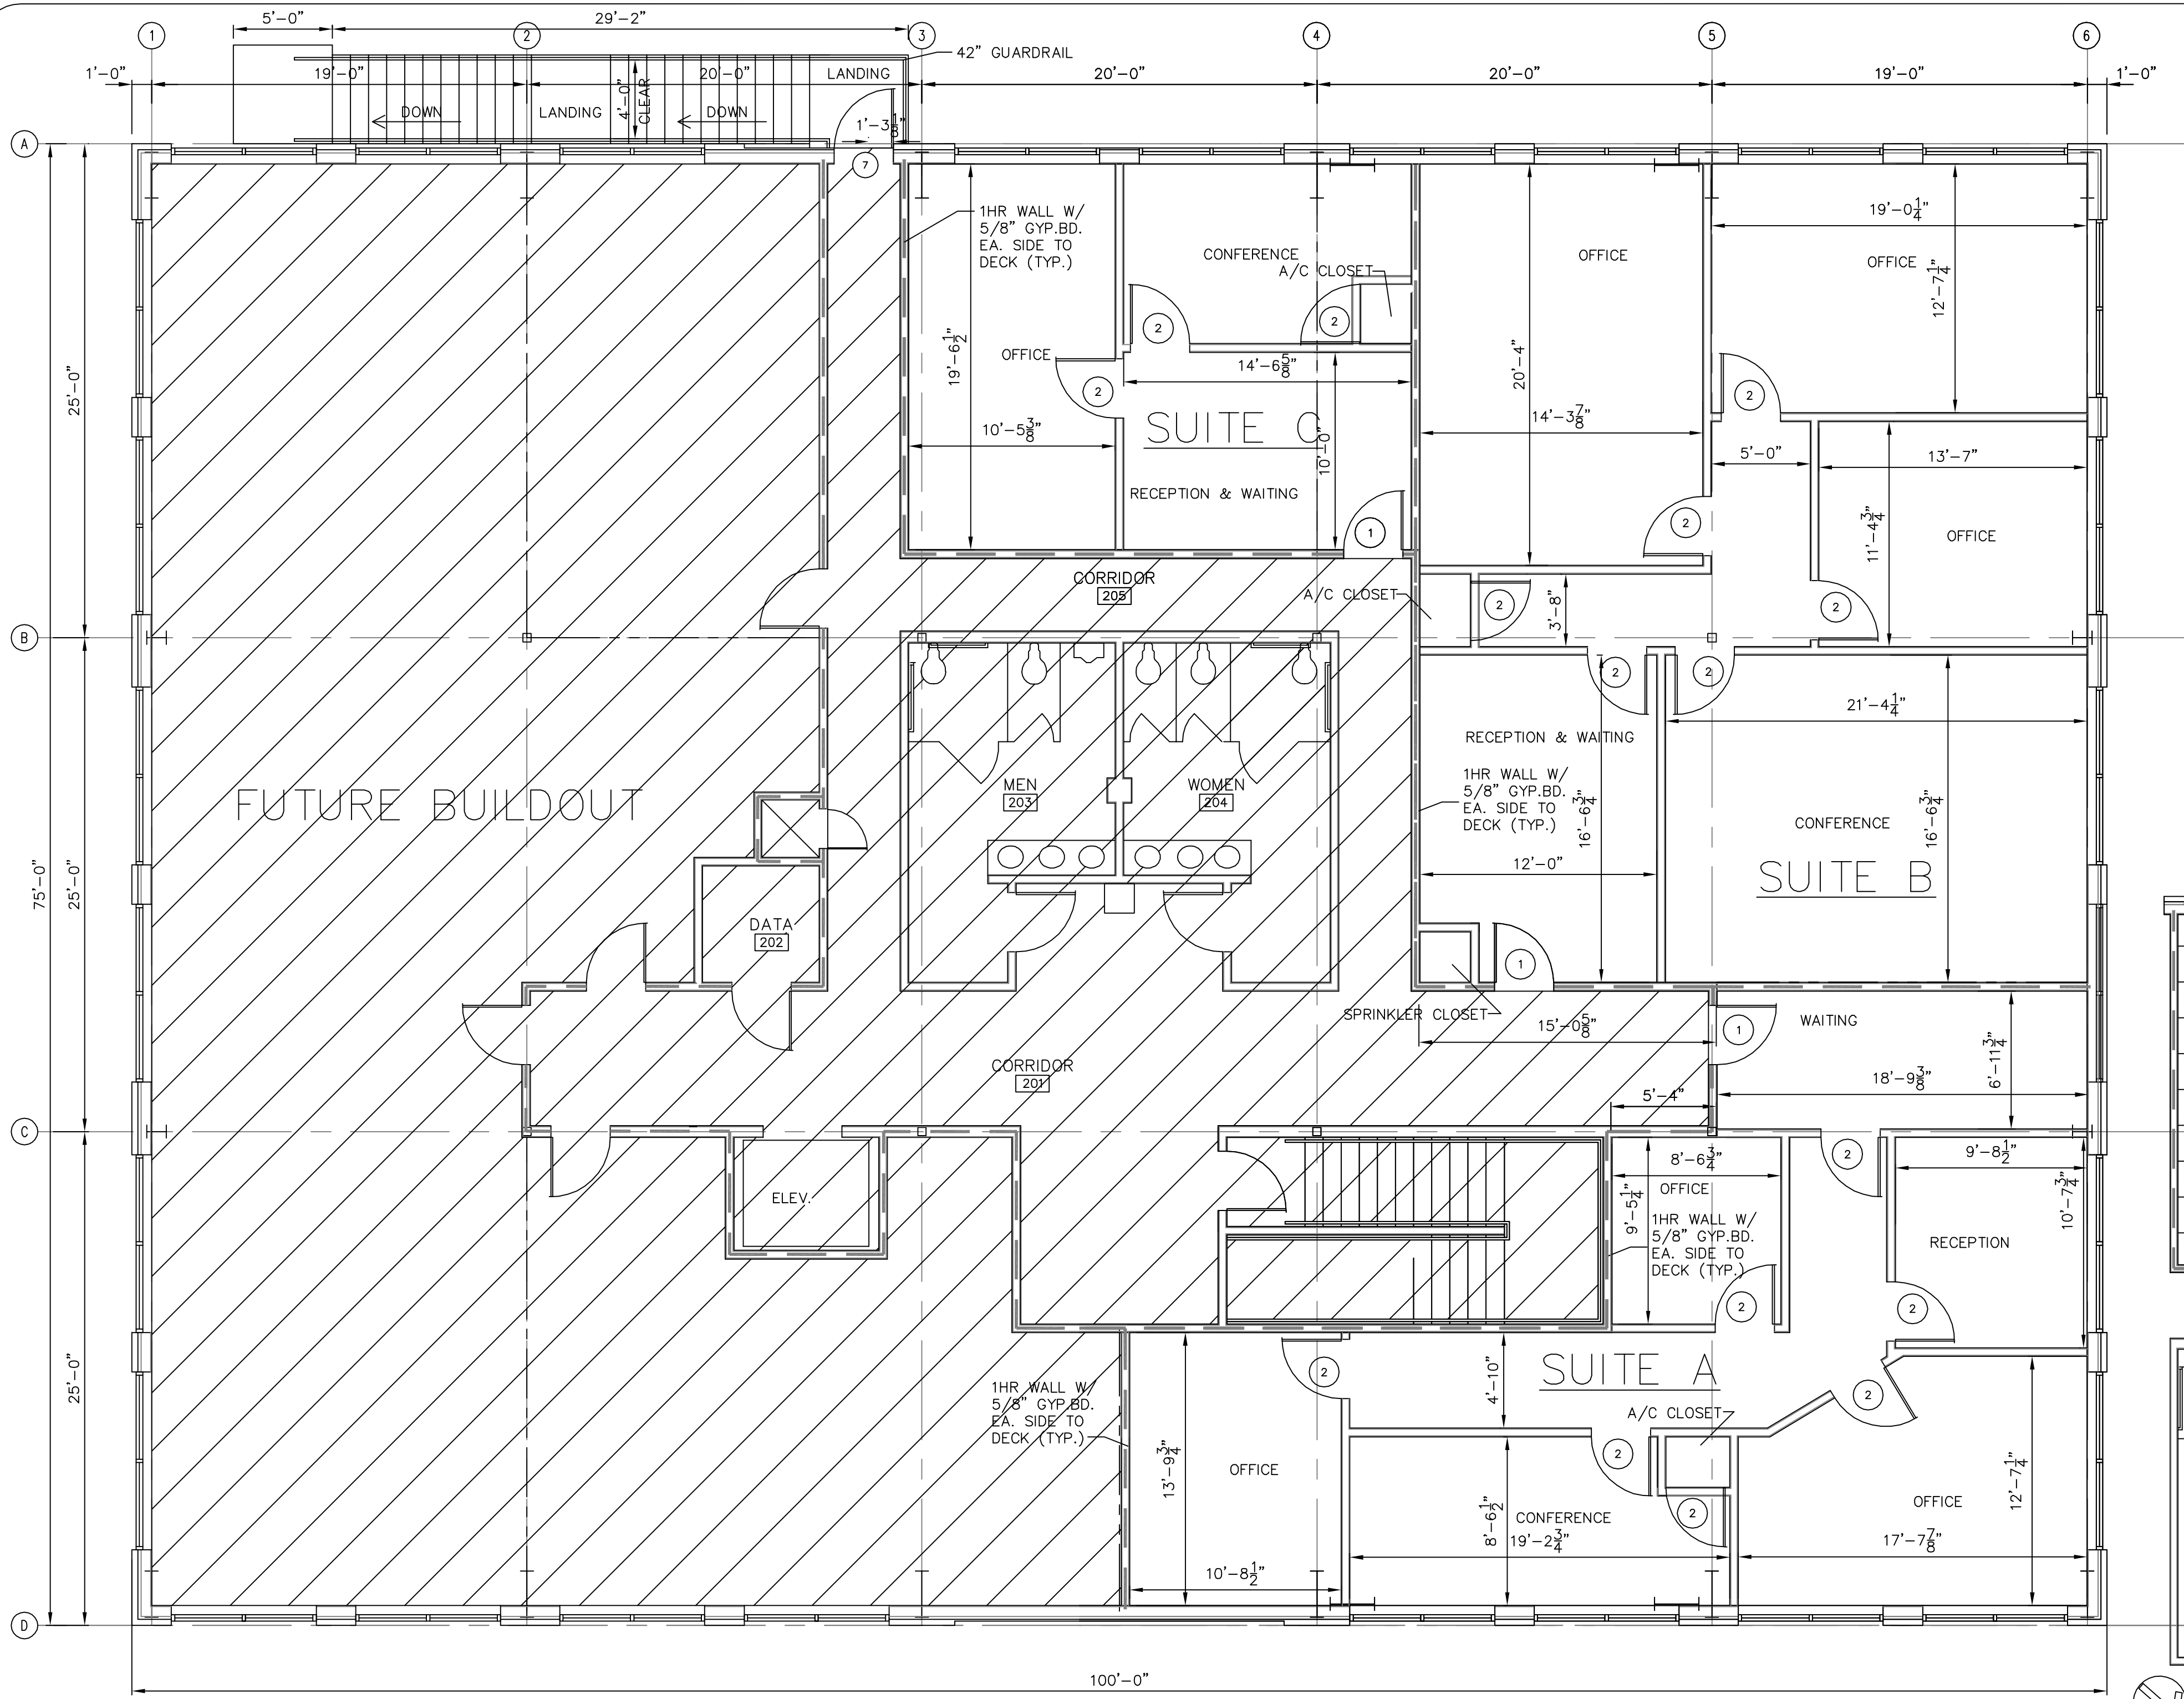 5'-0"
29'-2"
1
2
3
4
5
6
42" GUARDRAIL
1'-0"
19'-0"
20'-0"
LANDING
20'-0"
20'-0"
19'-0"
1'-0"
DOWN
LANDING
4'-0"
CLEAR
DOWN
1'-3 1/8"
A
7
1HR WALL W/
5/8" GYP.BD.
EA. SIDE TO
DECK (TYP.)
CONFERENCE
A/C CLOSET
OFFICE
19'-0 1/4"
OFFICE
12'-7 1/4"
2
2
OFFICE
19'-6 1/2"
14'-6 5/8"
20'-4"
25'-0"
2
2
SUITE C
10'-5 3/8"
10'-0"
14'-3 7/8"
5'-0"
13'-7"
RECEPTION & WAITING
1
2
11'-4 3/4"
OFFICE
CORRIDOR
205
A/C CLOSET
2
3'-8"
2
B
2
2
21'-4 1/4"
RECEPTION & WAITING
FUTURE BUILDOUT
MEN
203
WOMEN
204
1HR WALL W/
5/8" GYP.BD.
EA. SIDE TO
DECK (TYP.)
16'-6 3/4"
CONFERENCE
16'-6 3/4"
12'-0"
SUITE B
75'-0"
25'-0"
DATA
202
1
SPRINKLER CLOSET
15'-0 5/8"
1
WAITING
6'-11 3/4"
18'-9 3/8"
CORRIDOR
201
5'-4"
C
8'-6 3/4"
2
9'-8 1/2"
10'-7 3/4"
ELEV.
OFFICE
9'-5 1/4"
1HR WALL W/
5/8" GYP.BD.
EA. SIDE TO
DECK (TYP.)
RECEPTION
2
2
25'-0"
2
SUITE A
4'-10"
1HR WALL W/
5/8" GYP.BD.
EA. SIDE TO
DECK (TYP.)
2
A/C CLOSET
13'-9 3/4"
OFFICE
2
12'-7 1/4"
8'-6 1/2"
CONFERENCE
2
OFFICE
19'-2 3/4"
17'-7 7/8"
10'-8 1/2"
D
100'-0"